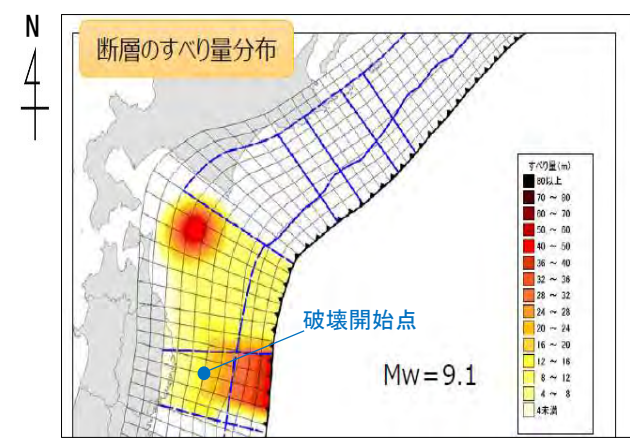 N
断層のすべり量分布
すべり量(m)
80以上
70 ~ 80
60 ~ 70
50 ~ 60
40 ~ 50
36 ~ 40
32 ~ 36
28 ~ 32
24 ~ 28
20 ~ 24
16 ~ 20
12 ~ 16
8 ~ 12
4 ~ 8
4未満
破壊開始点
Mw=9.1